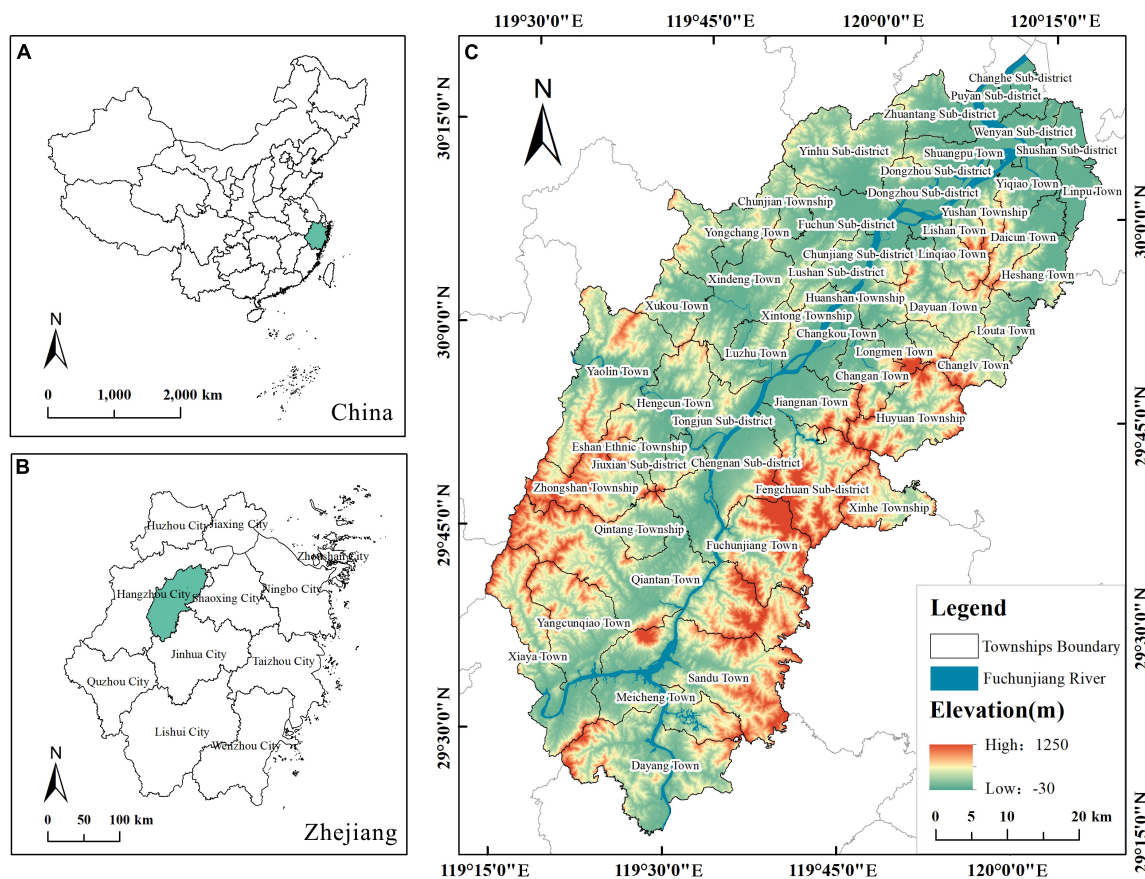 A
N
0
1,000
2,000 km
China
B
Huzhou City
Jiaxing City
Zhoushan City
Hangzhou City
Shaoxing City
Ningbo City
Jinhua City
Taizhou City
Quzhou City
Lishui City
Wenzhou City
N
0
50
100 km
Zhejiang
119°30'0"E
119°45'0"E
120°0'0"E
120°15'0"E
C
N
30°15'0"N
30°0'0"N
29°45'0"N
29°30'0"N
Changhe Sub-district
Puyan Sub-district
Zhuantang Sub-district
Wenyan Sub-district
Yinhu Sub-district
Shuangpu Town
Shushan Sub-district
Dongzhou Sub-district
Dongzhou Sub-district
Yiqiao Town
Linpu Town
Chunjian Township
Yushan Township
Yongchang Town
Fuchun Sub-district
Lishan Town
Daicun Town
Chunjiang Sub-district
Linqiao Town
Xindeng Town
Lushan Sub-district
Heshang Town
Xukou Town
Huanshan Township
Dayuan Town
Xintong Township
Changkou Town
Louta Town
Luzhu Town
Longmen Town
Yaolin Town
Changan Town
Changlv Town
Hengcun Town
Jiangnan Town
Tongjun Sub-district
Huyuan Township
Eshan Ethnic Township
Jiuxian Sub-district
Chengnan Sub-district
Zhongshan Township
Fengchuan Sub-district
Xinhe Township
Qintang Township
Fuchunjiang Town
Qiantan Town
Yangcunqiao Town
Xiaya Town
Sandu Town
Meicheng Town
Dayang Town
30°0'0"N
29°45'0"N
29°30'0"N
29°15'0"N
Legend
Townships Boundary
Fuchunjiang River
Elevation(m)
High: 1250
Low: -30
0
5
10
20 km
119°15'0"E
119°30'0"E
119°45'0"E
120°0'0"E